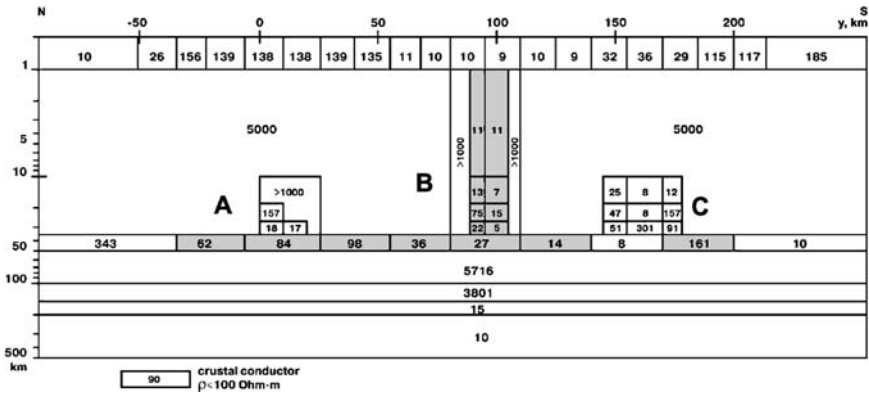 N S
-50 0 50 100 150 200 y, km
10 26 156 139 138 138 139 135 11 10 10 9 10 9 32 36 29 115 117 185
1
5000 >1000 11 11 >1000 5000
5
10
A >1000 B 13 7 25 8 12 C
157 75 15 47 8 157
18 17 22 5 51 301 91
50 343 62 84 98 36 27 14 8 161 10
5716
100
3801
15
10
500
km
90 crustal conductor
ρ<100 Ohm·m